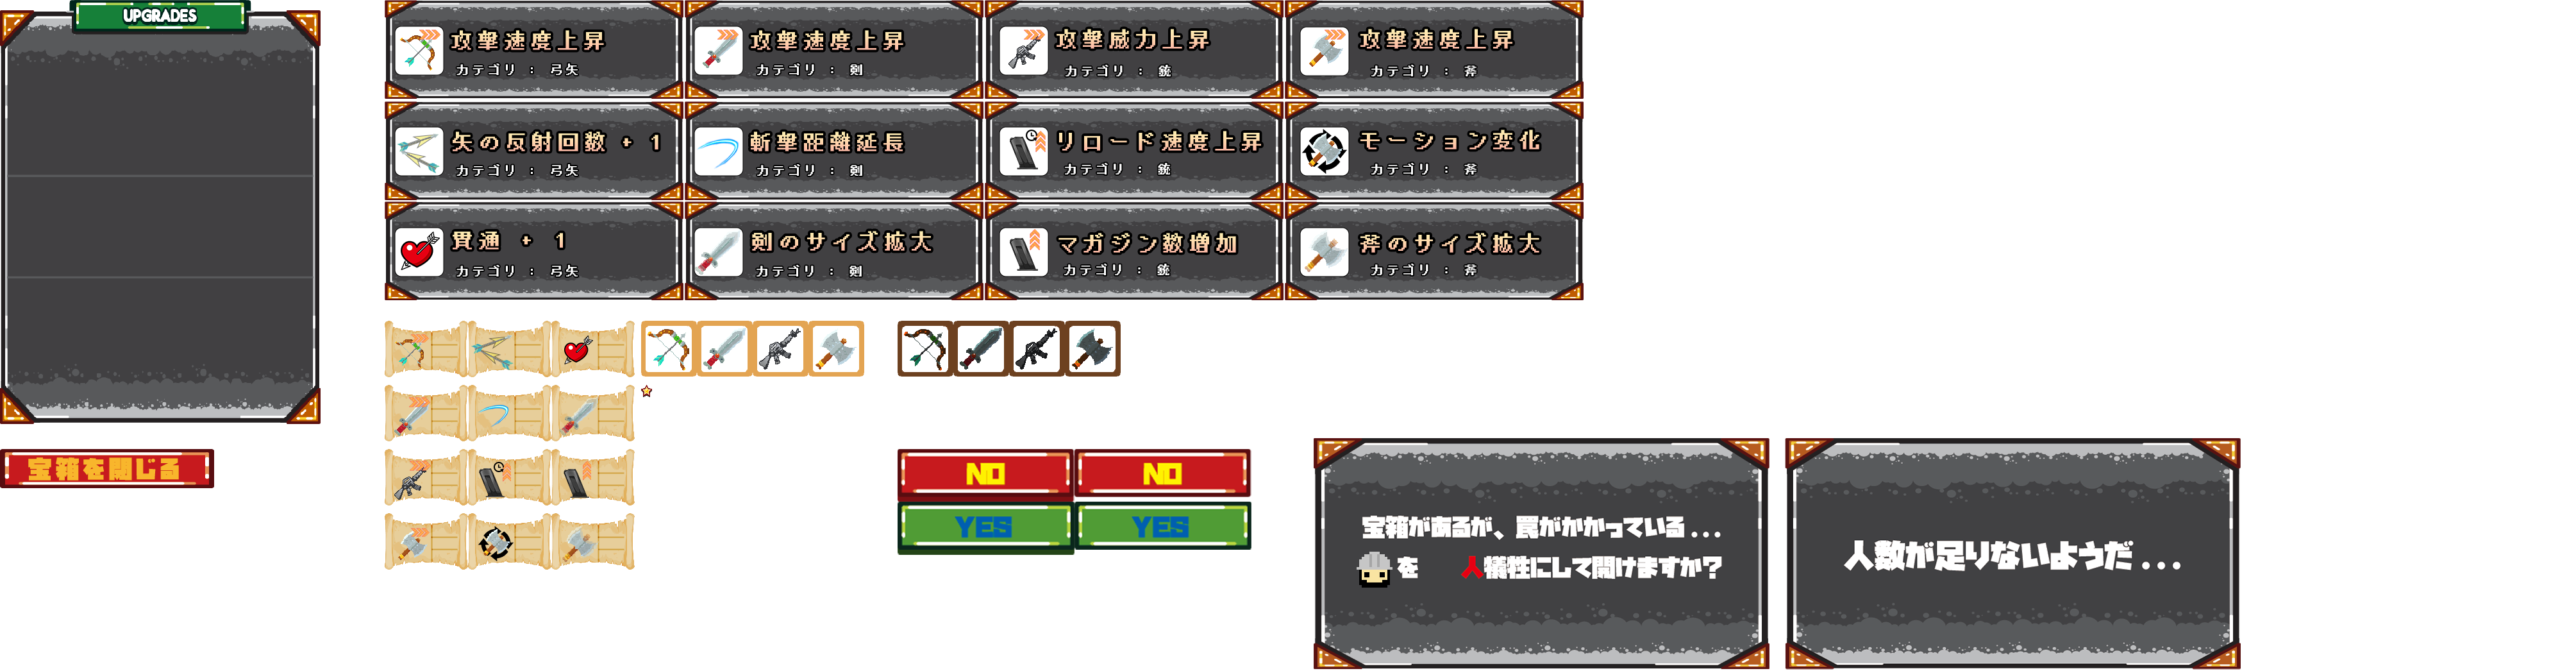 UPGRADES
攻撃速度上昇
カテゴリ : 弓矢
攻撃速度上昇
カテゴリ : 剣
攻撃威力上昇
カテゴリ : 銃
攻撃速度上昇
カテゴリ : 斧
矢の反射回数 + 1
カテゴリ : 弓矢
斬撃距離延長
カテゴリ : 剣
リロード速度上昇
カテゴリ : 銃
モーション変化
カテゴリ : 斧
貫通 + 1
カテゴリ : 弓矢
剣のサイズ拡大
カテゴリ : 剣
マガジン数増加
カテゴリ : 銃
斧のサイズ拡大
カテゴリ : 斧
宝箱を閉じる
NO
NO
YES
YES
宝箱があるが、罠がかかっている...
を 人犠牲にして開けますか?
人数が足りないようだ...